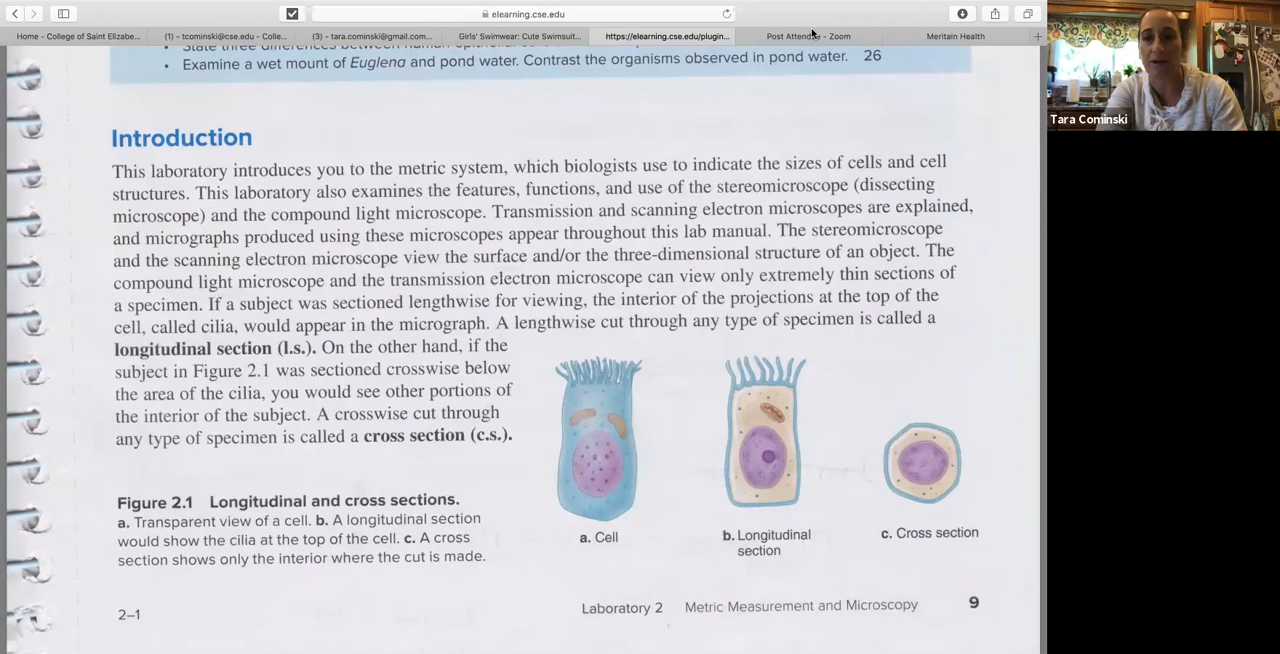 elearning.cse.edu
Home - College of Saint Elizabe...
(1) - tcominski@cse.edu - Colle...
(3) - tara.cominski@gmail.com...
Girls' Swimwear: Cute Swimsuit...
https://elearning.cse.edu/plugin...
Post Attendee - Zoom
Meritain Health
Tara Cominski
• State three differences between human
• Examine a wet mount of Euglena and pond water. Contrast the organisms observed in pond water. 26
Introduction
This laboratory introduces you to the metric system, which biologists use to indicate the sizes of cells and cell
structures. This laboratory also examines the features, functions, and use of the stereomicroscope (dissecting
microscope) and the compound light microscope. Transmission and scanning electron microscopes are explained,
and micrographs produced using these microscopes appear throughout this lab manual. The stereomicroscope
and the scanning electron microscope view the surface and/or the three-dimensional structure of an object. The
compound light microscope and the transmission electron microscope can view only extremely thin sections of
a specimen. If a subject was sectioned lengthwise for viewing, the interior of the projections at the top of the
cell, called cilia, would appear in the micrograph. A lengthwise cut through any type of specimen is called a
longitudinal section (l.s.). On the other hand, if the
subject in Figure 2.1 was sectioned crosswise below
the area of the cilia, you would see other portions of
the interior of the subject. A crosswise cut through
any type of specimen is called a cross section (c.s.).
Figure 2.1 Longitudinal and cross sections.
a. Transparent view of a cell. b. A longitudinal section
would show the cilia at the top of the cell. c. A cross
section shows only the interior where the cut is made.
a. Cell
b. Longitudinal
section
c. Cross section
2–1
Laboratory 2 Metric Measurement and Microscopy 9